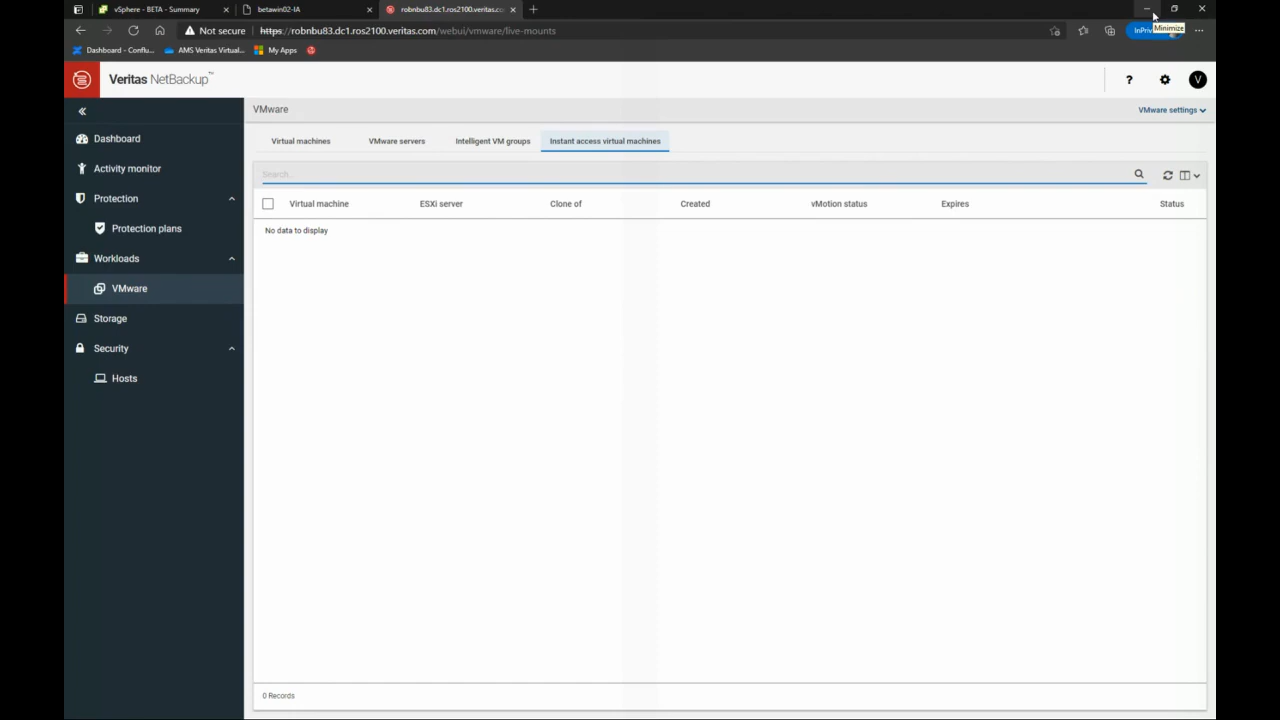 vSphere - BETA - Summary
betawin02-IA
robnbu83.dc1.ros2100.veritas.co
Not secure
https://robnbu83.dc1.ros2100.veritas.com/webui/vmware/live-mounts
InPriv
Minimize
Dashboard - Conflu...
AMS Veritas Virtual...
My Apps
Veritas NetBackup™
?
V
VMware
VMware settings
Dashboard
Activity monitor
Protection
Protection plans
Workloads
VMware
Storage
Security
Hosts
Virtual machines
VMware servers
Intelligent VM groups
Instant access virtual machines
Search...
Virtual machine
ESXi server
Clone of
Created
vMotion status
Expires
Status
No data to display
0 Records